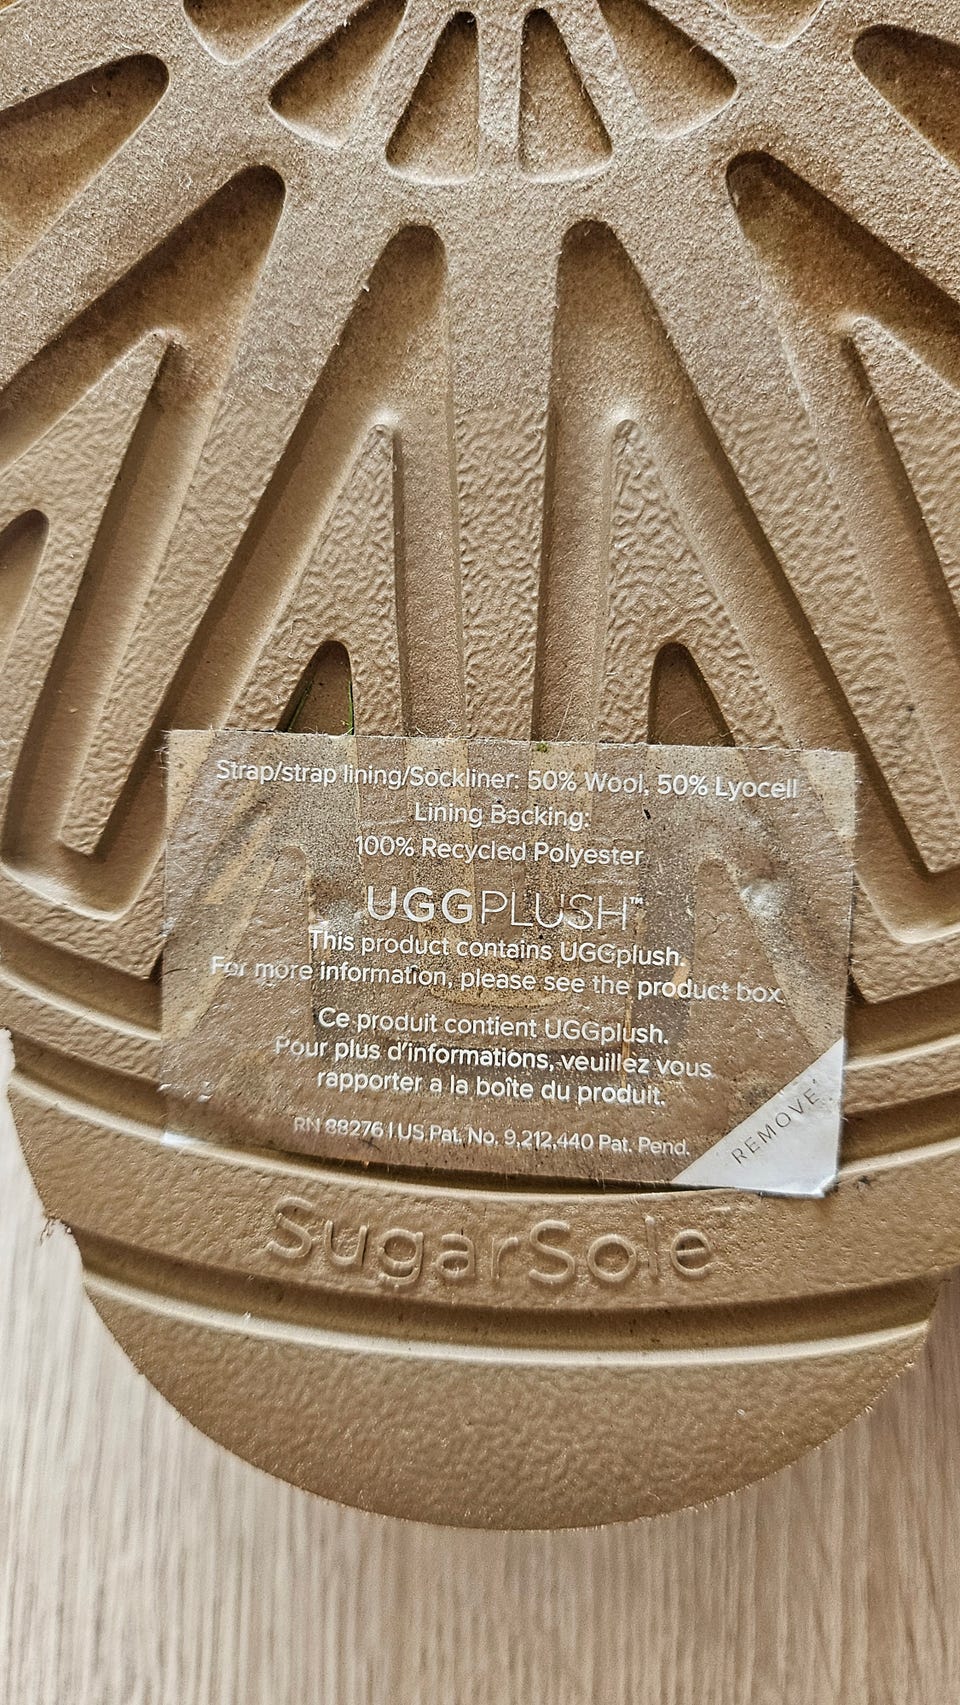 Strap/strap lining/Sockliner: 50% Wool, 50% Lyocell
Lining Backing:
100% Recycled Polyester
UGGPLUSH™
This product contains UGGplush.
For more information, please see the product box
Ce produit contient UGGplush.
Pour plus d'informations, veuillez vous
rapporter a la boîte du produit.
RN 88276 | US Pat. No. 9,212,440 Pat. Pend.
REMOVE
SugarSole